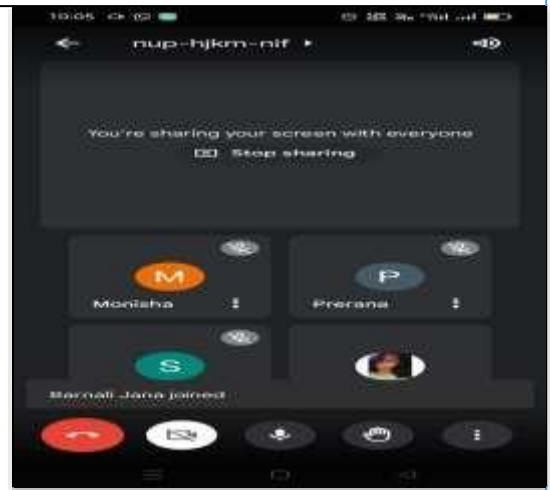 10:05
nup-hjkm-nif
You're sharing your screen with everyone
Stop sharing
M
P
Monisha
Prerana
S
Barnali Jana joined